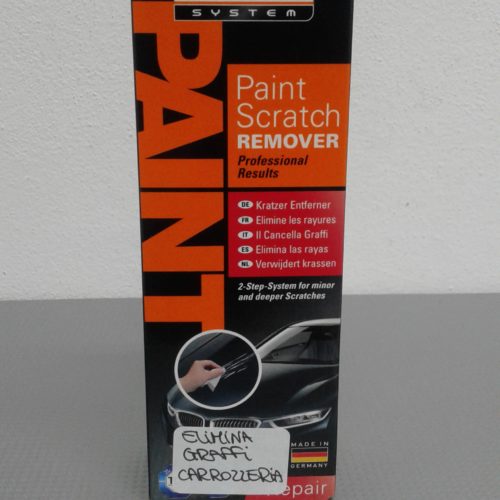 SYSTEM
PAINT
Paint
Scratch
REMOVER
Professional
Results
DE Kratzer Entferner
FR Elimine les rayures
IT Il Cancella Graffi
ES Elimina las rayas
NL Verwijdert krassen
2-Step-System for minor
and deeper Scratches
ELIMINA
GRAFFI
CARROZZERIA
MADE IN
GERMANY
Repair